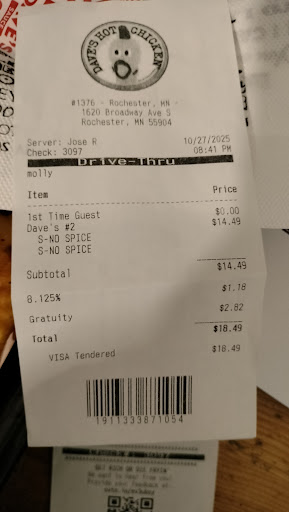 DAVE'S HOT CHICKEN
#1376 - Rochester, MN -
1620 Broadway Ave S
Rochester, MN 55904
Server: Jose R 10/27/2025
Check: 3097 08:41 PM
Drive-Thru
molly
Item Price
1st Time Guest $0.00
Dave's #2 $14.49
S-NO SPICE
S-NO SPICE
Subtotal $14.49
8.125% $1.18
Gratuity $2.82
Total $18.49
VISA Tendered $18.49
1911333871054